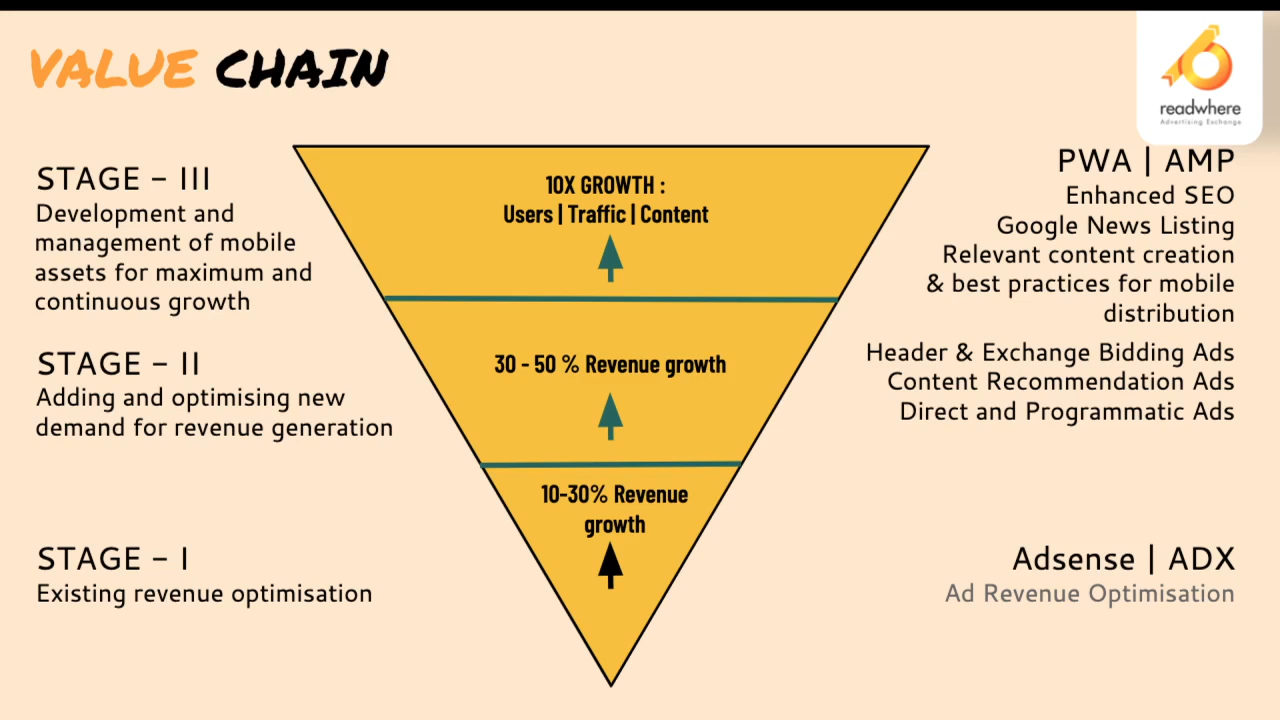 VALUE CHAIN
readwhere
Advertising Exchange
STAGE – III
Development and
management of mobile
assets for maximum and
continuous growth
10X GROWTH :
Users | Traffic | Content
PWA | AMP
Enhanced SEO
Google News Listing
Relevant content creation
& best practices for mobile
distribution
STAGE – II
Adding and optimising new
demand for revenue generation
30 - 50 % Revenue growth
Header & Exchange Bidding Ads
Content Recommendation Ads
Direct and Programmatic Ads
STAGE – I
Existing revenue optimisation
10-30% Revenue
growth
Adsense | ADX
Ad Revenue Optimisation